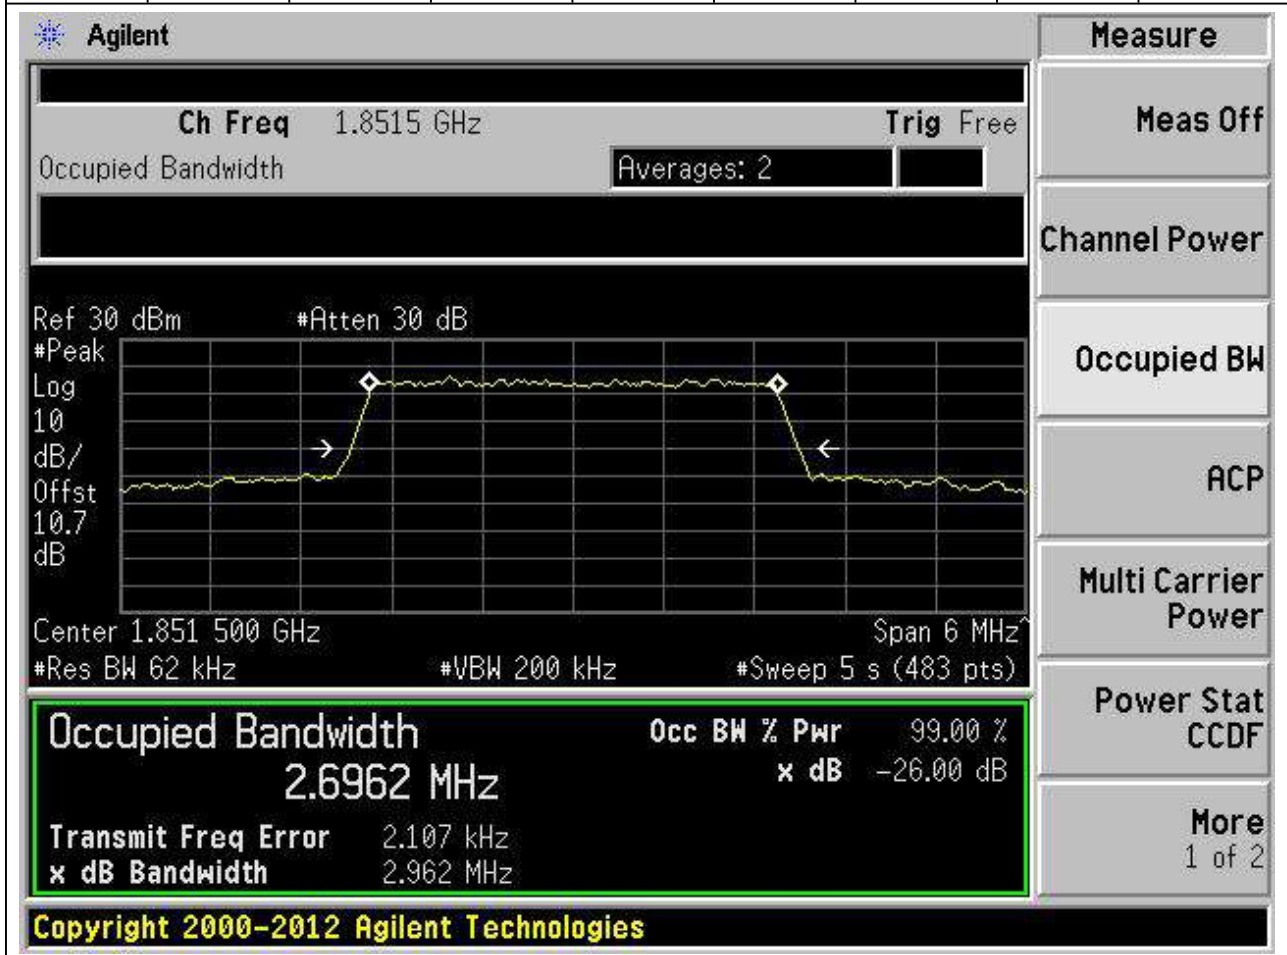 Agilent
Measure
Ch Freq 1.8515 GHz Trig Free
Occupied Bandwidth Averages: 2
Meas Off
Channel Power
Occupied BW
ACP
Multi Carrier
Power
Power Stat
CCDF
More
1 of 2
Ref 30 dBm #Atten 30 dB
#Peak
Log
10
dB/
Offst
10.7
dB
Center 1.851 500 GHz Span 6 MHz^
#Res BW 62 kHz #VBW 200 kHz #Sweep 5 s (483 pts)
Occupied Bandwidth Occ BW % Pwr 99.00 %
2.6962 MHz x dB -26.00 dB
Transmit Freq Error 2.107 kHz
x dB Bandwidth 2.962 MHz
Copyright 2000-2012 Agilent Technologies